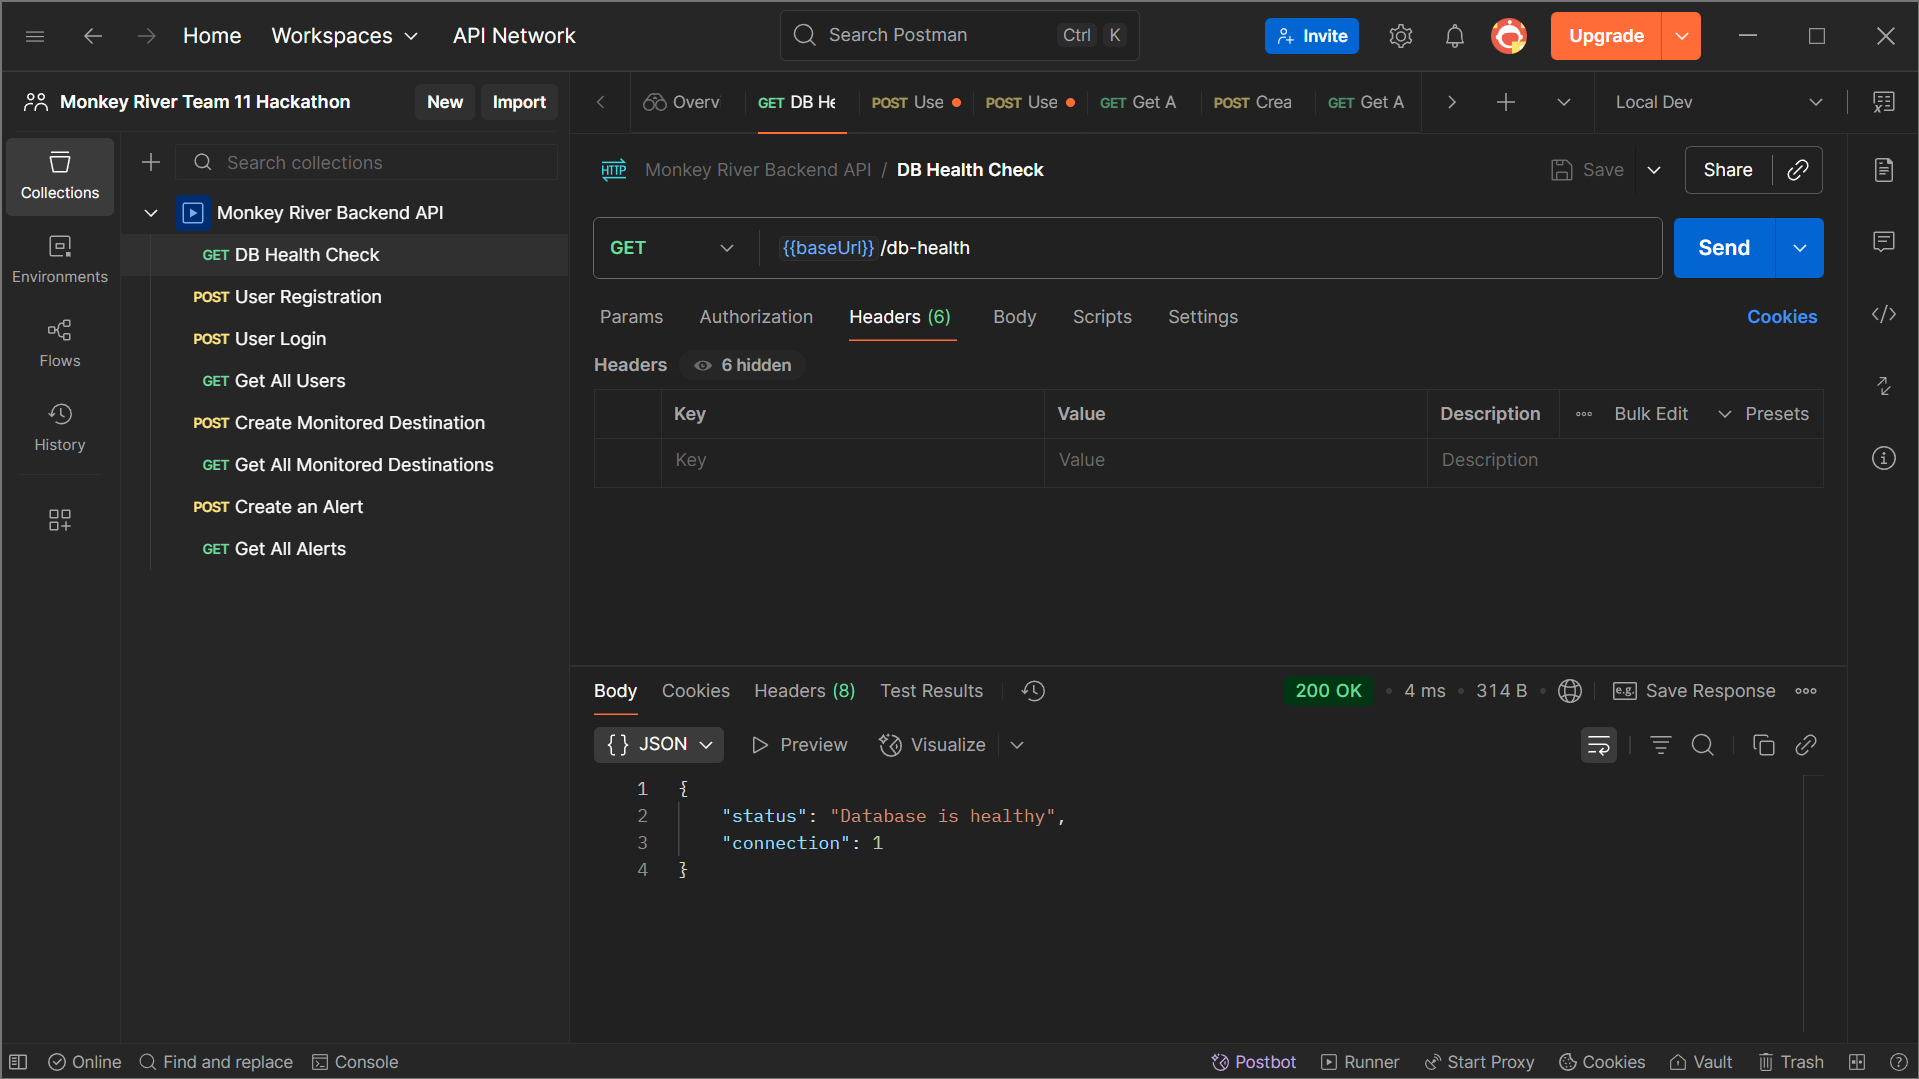 Home
Workspaces
API Network
Search Postman
Ctrl K
Invite
Upgrade
Monkey River Team 11 Hackathon
New
Import
Overv
GET DB He
POST Use
POST Use
GET Get A
POST Crea
GET Get A
Local Dev
Collections
Environments
Flows
History
Search collections
Monkey River Backend API
GET DB Health Check
POST User Registration
POST User Login
GET Get All Users
POST Create Monitored Destination
GET Get All Monitored Destinations
POST Create an Alert
GET Get All Alerts
HTTP Monkey River Backend API / DB Health Check
Save
Share
GET
{{baseUrl}} /db-health
Send
Params
Authorization
Headers (6)
Body
Scripts
Settings
Cookies
Headers
6 hidden
Key
Value
Description
Bulk Edit
Presets
Key
Value
Description
Body
Cookies
Headers (8)
Test Results
200 OK
4 ms
314 B
e.g. Save Response
{} JSON
Preview
Visualize
1 {
2 "status": "Database is healthy",
3 "connection": 1
4 }
Online
Find and replace
Console
Postbot
Runner
Start Proxy
Cookies
Vault
Trash